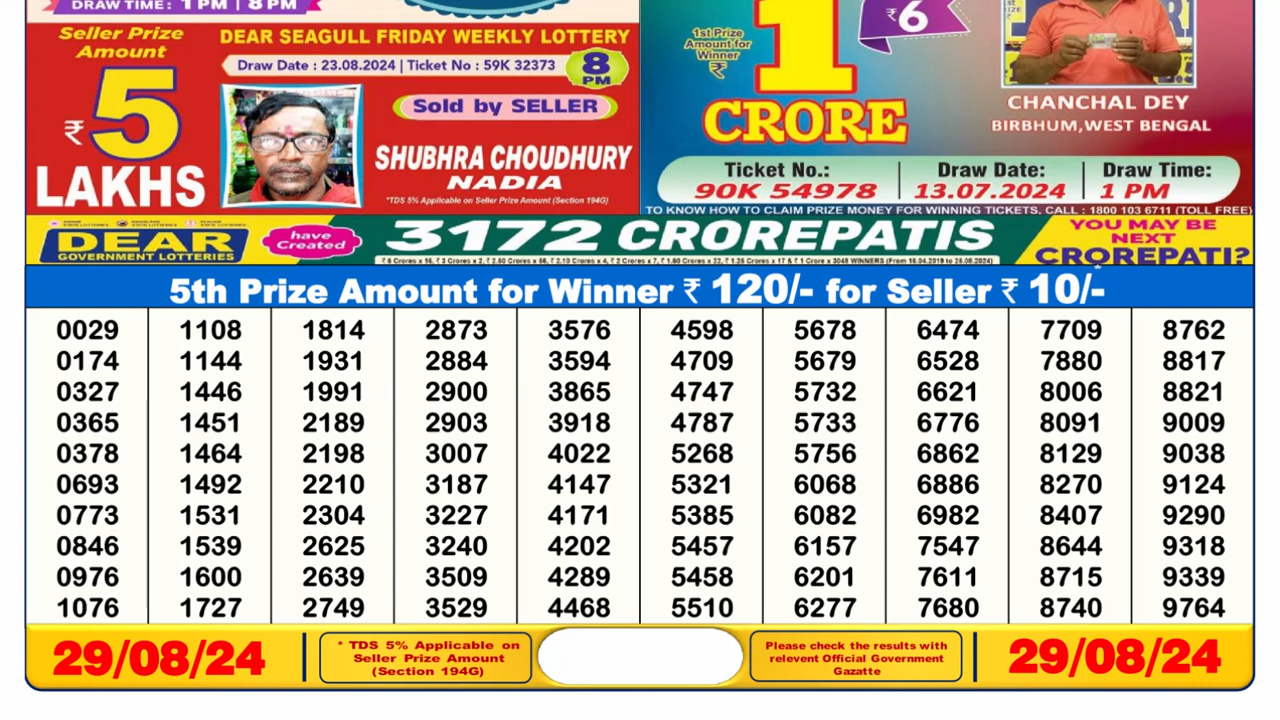 DRAW TIME: 1 PM | 8 PM
Seller Prize
Amount
₹ 5
LAKHS
DEAR SEAGULL FRIDAY WEEKLY LOTTERY
Draw Date : 23.08.2024 | Ticket No : 59K 32373
8
PM
Sold by SELLER
SHUBHRA CHOUDHURY
NADIA
*TDS 5% Applicable on Seller Prize Amount (Section 194G)
₹6
1st Prize
Amount for
Winner
₹
1
CRORE
CHANCHAL DEY
BIRBHUM,WEST BENGAL
Ticket No.: Draw Date: Draw Time:
90K 54978 13.07.2024 1 PM
TO KNOW HOW TO CLAIM PRIZE MONEY FOR WINNING TICKETS, CALL : 1800 103 6711 (TOLL FREE)
DEAR
GOVERNMENT LOTTERIES
have
Created
3172 CROREPATIS
YOU MAY BE
NEXT
CROREPATI?
5th Prize Amount for Winner ₹ 120/- for Seller ₹ 10/-
0029 1108 1814 2873 3576 4598 5678 6474 7709 8762
0174 1144 1931 2884 3594 4709 5679 6528 7880 8817
0327 1446 1991 2900 3865 4747 5732 6621 8006 8821
0365 1451 2189 2903 3918 4787 5733 6776 8091 9009
0378 1464 2198 3007 4022 5268 5756 6862 8129 9038
0693 1492 2210 3187 4147 5321 6068 6886 8270 9124
0773 1531 2304 3227 4171 5385 6082 6982 8407 9290
0846 1539 2625 3240 4202 5457 6157 7547 8644 9318
0976 1600 2639 3509 4289 5458 6201 7611 8715 9339
1076 1727 2749 3529 4468 5510 6277 7680 8740 9764
29/08/24
* TDS 5% Applicable on
Seller Prize Amount
(Section 194G)
Please check the results with
relevent Official Government
Gazatte
29/08/24